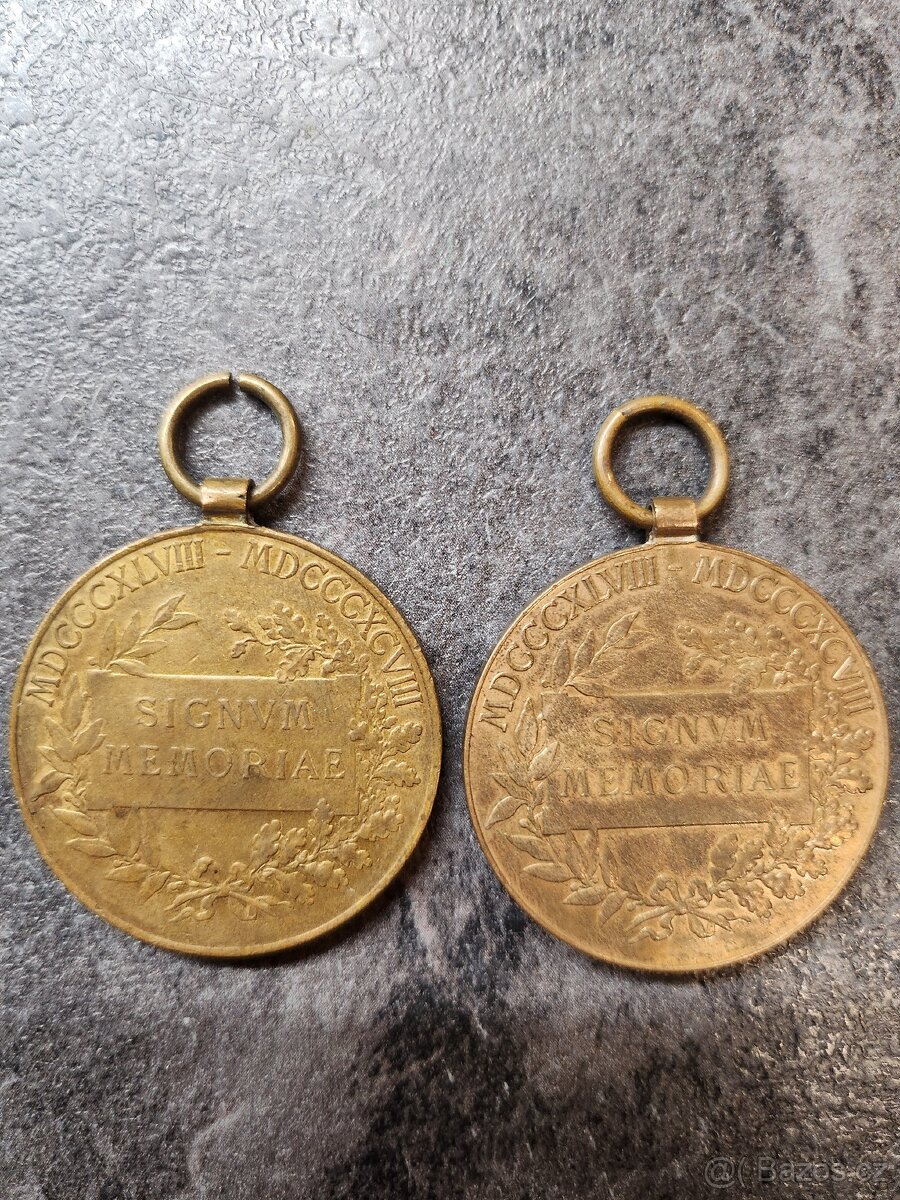 MDCCCXLVIII - MDCCCXCVIII
SIGNVM
MEMORIAE
MDCCCXLVIII - MDCCCXCVIII
SIGNVM
MEMORIAE
@( Bazos.cz